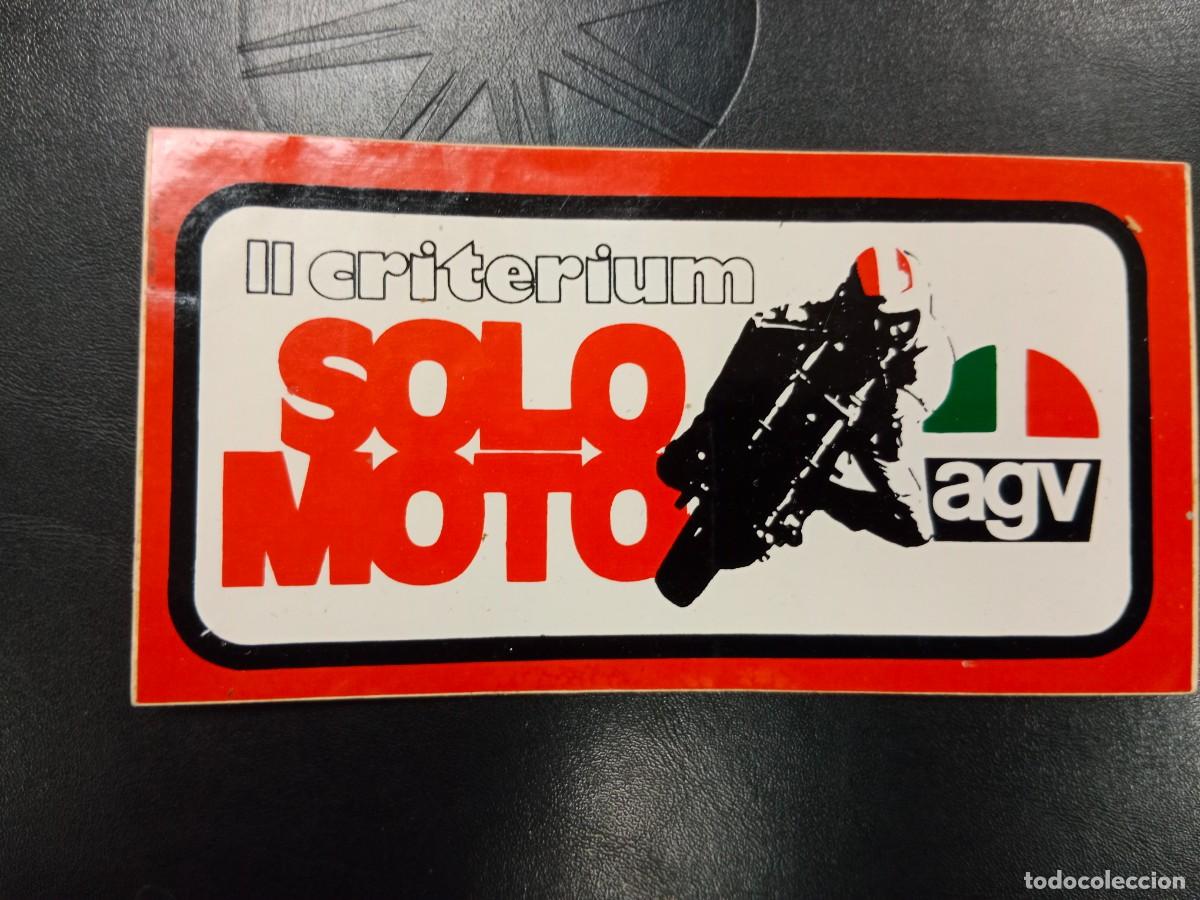 II criterium
SOLO
MOTO
agv
todocoleccion